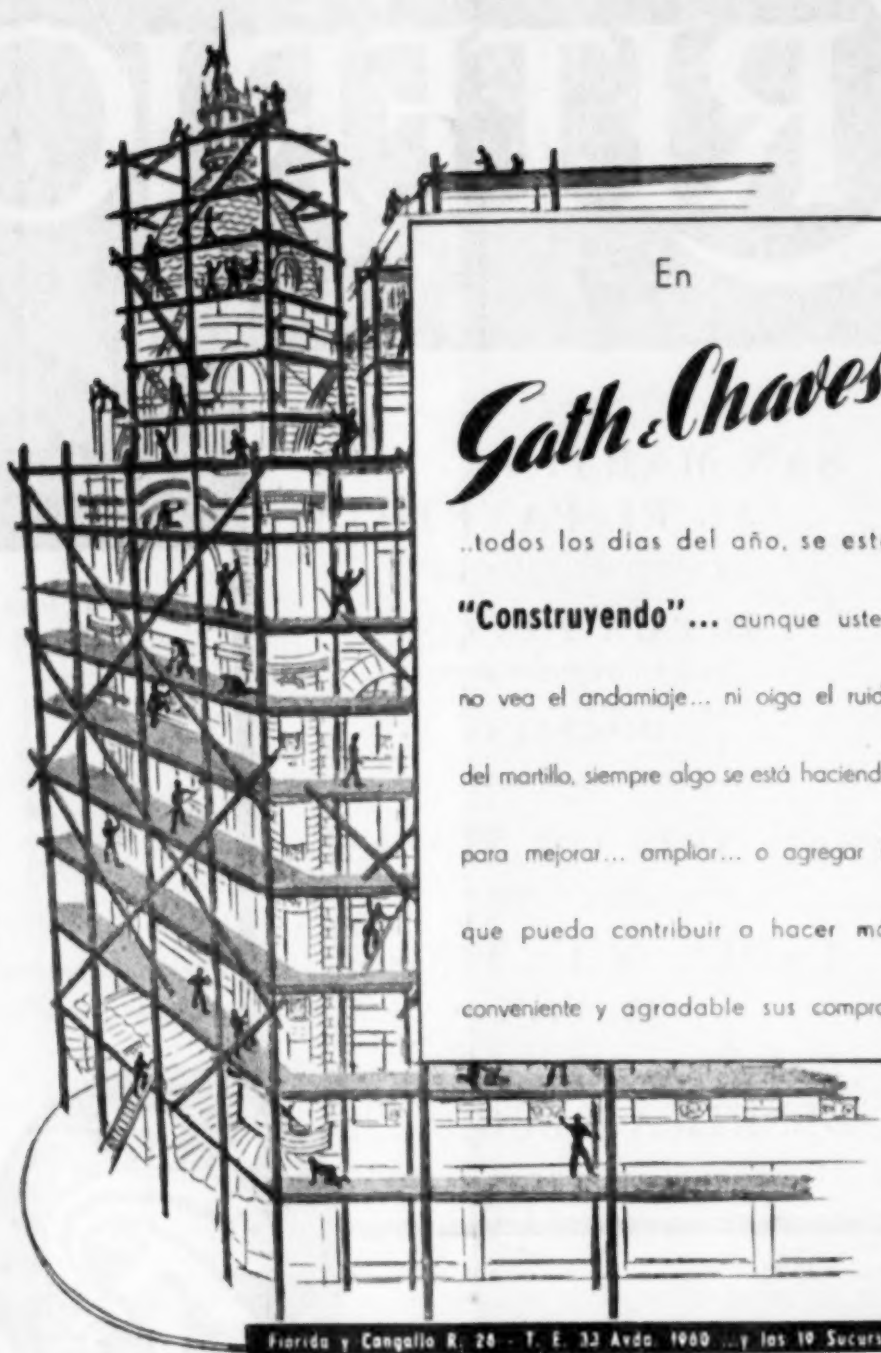 En
Gath & Chaves
..todos los dias del año, se est
"Construyendo"... aunque uste
no vea el andamiaje... ni oiga el ruid
del martillo, siempre algo se está haciend
para mejorar... ampliar... o agregar
que pueda contribuir a hacer ma
conveniente y agradable sus compra
Florida y Cangallo R. 26 - T. E. 33 Avda. 1960 ...y las 19 Sucurs